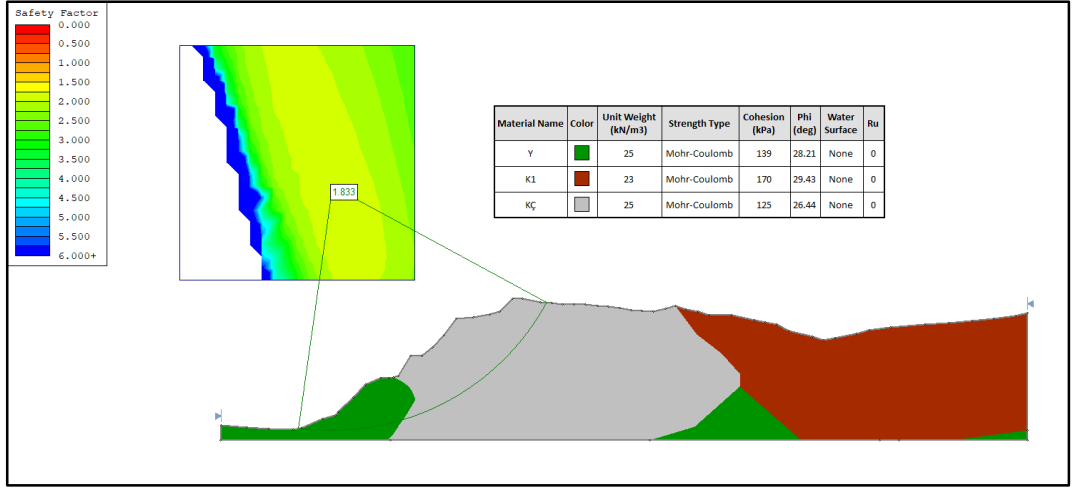 Safety Factor
0.000
0.500
1.000
1.500
2.000
2.500
3.000
3.500
4.000
4.500
5.000
5.500
6.000+
1.833
Material Name Color Unit Weight (kN/m3) Strength Type Cohesion (kPa) Phi (deg) Water Surface Ru
Y 25 Mohr-Coulomb 139 28.21 None 0
K1 23 Mohr-Coulomb 170 29.43 None 0
KÇ 25 Mohr-Coulomb 125 26.44 None 0